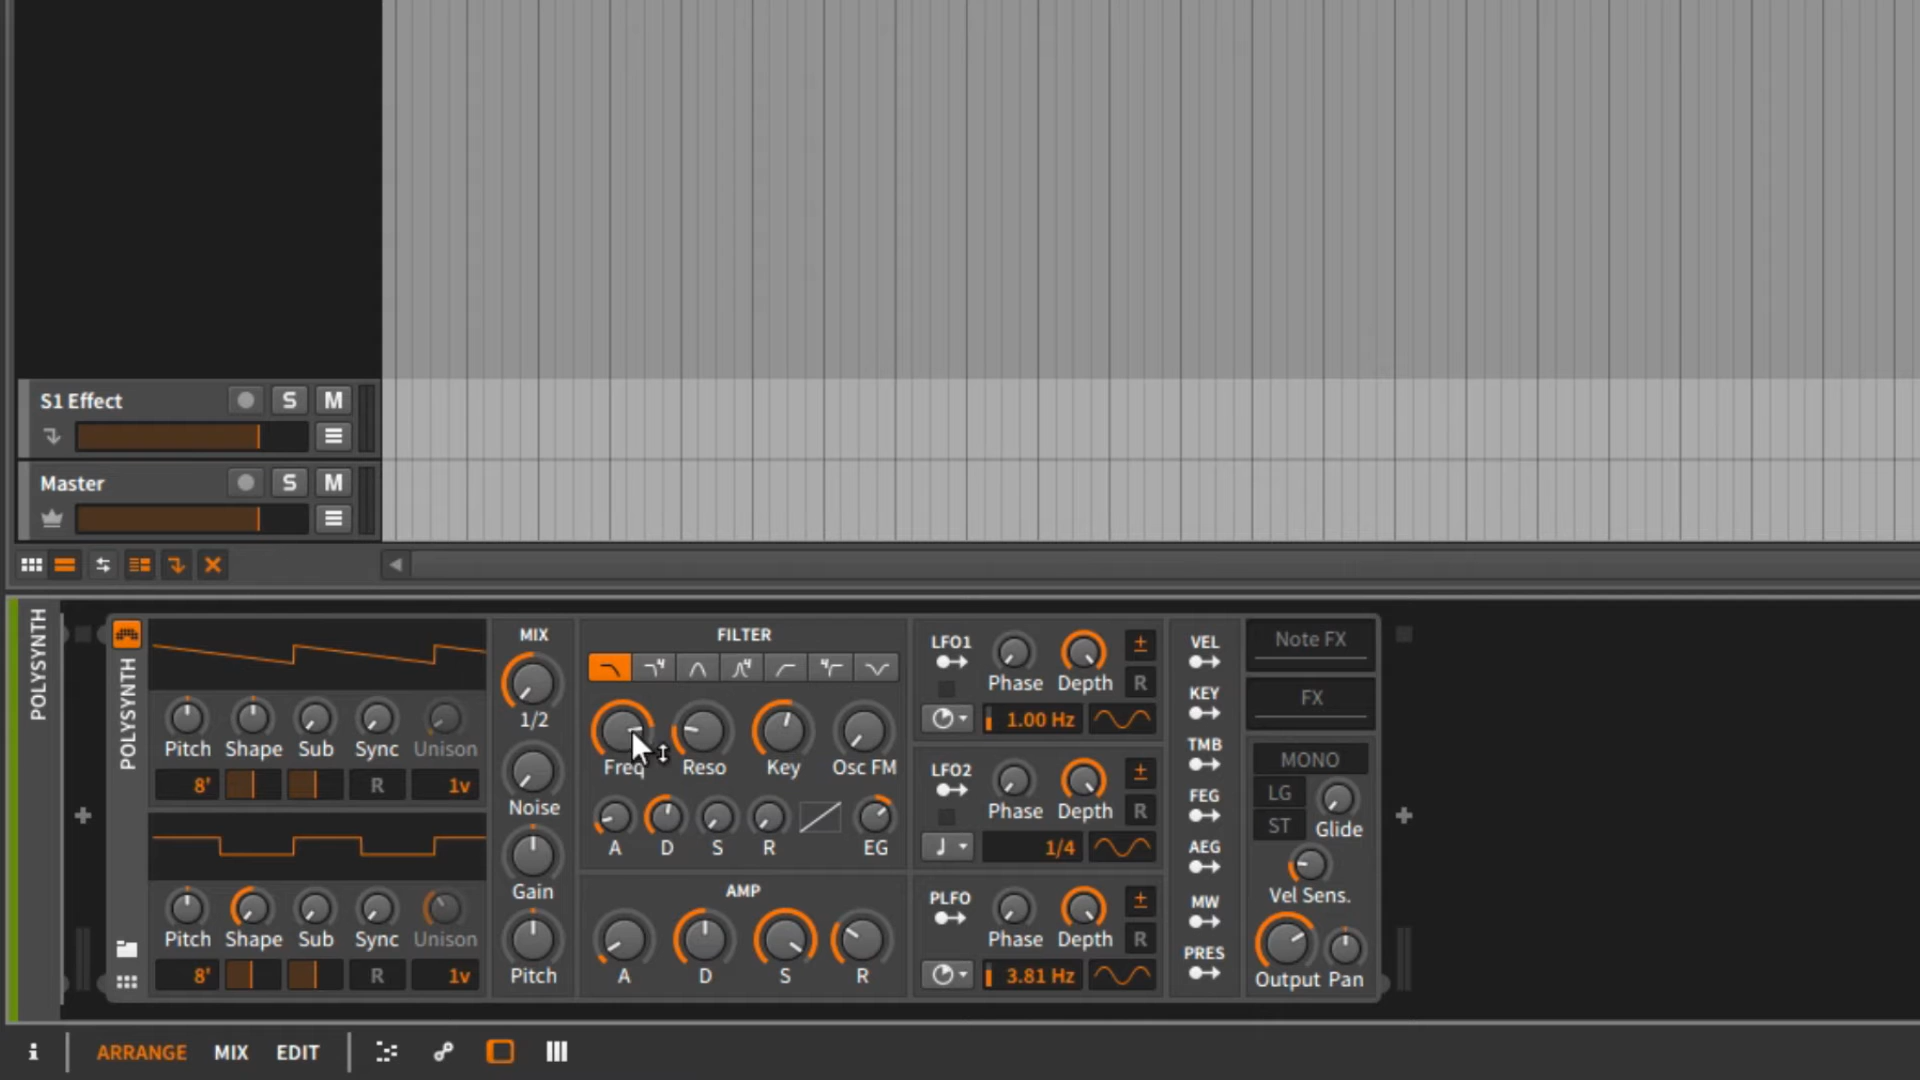 S1 Effect S M
Master S M
POLYSYNTH
POLYSYNTH
Pitch Shape Sub Sync Unison
8' R 1v
Pitch Shape Sub Sync Unison
8' R 1v
MIX
1/2
Noise
Gain
Pitch
FILTER
4 4 4
Freq Reso Key Osc FM
A D S R EG
AMP
A D S R
LFO1 ±
Phase Depth R
1.00 Hz
LFO2 ±
Phase Depth R
1/4
PLFO ±
Phase Depth R
3.81 Hz
VEL
KEY
TMB
FEG
AEG
MW
PRES
Note FX
FX
MONO
LG
ST Glide
Vel Sens.
Output Pan
i ARRANGE MIX EDIT